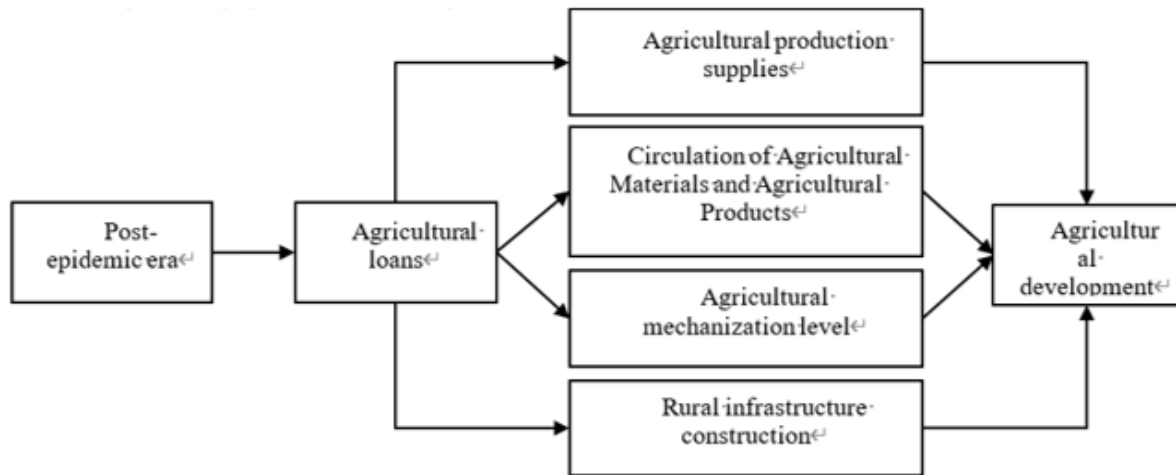 Agricultural production
supplies
Circulation of Agricultural
Materials and Agricultural
Products
Post-
epidemic era
Agricultural
loans
Agricultur
al
development
Agricultural
mechanization level
Rural infrastructure
construction